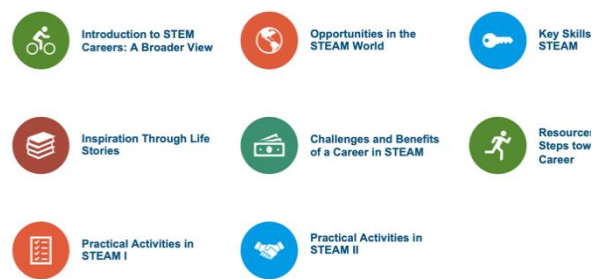 Introduction to STEM
Careers: A Broader View
Opportunities in the
STEAM World
Key Skills
STEAM
Inspiration Through Life
Stories
Challenges and Benefits
of a Career in STEAM
Resources
Steps tow
Career
Practical Activities in
STEAM I
Practical Activities in
STEAM II